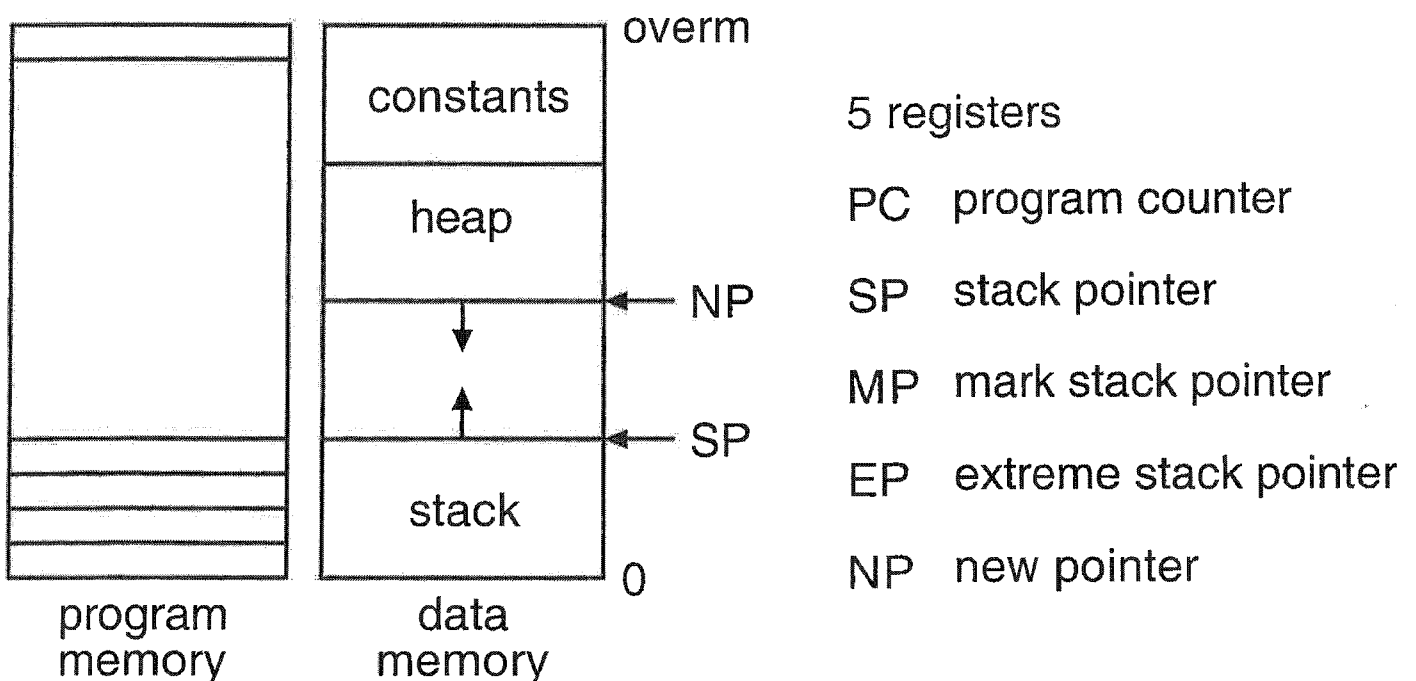 overm
constants
heap
NP
SP
stack
0
program
memory
data
memory
5 registers
PC program counter
SP stack pointer
MP mark stack pointer
EP extreme stack pointer
NP new pointer